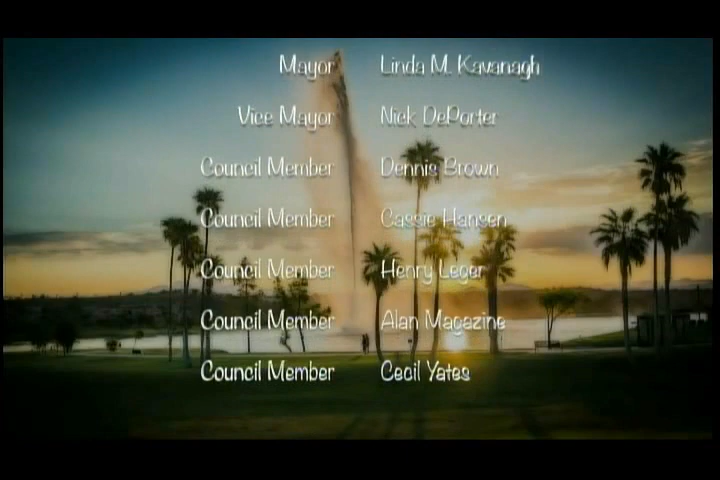 Mayor Linda M. Kavanagh
Vice Mayor Nick DePorter
Council Member Dennis Brown
Council Member Cassie Hansen
Council Member Henry Leger
Council Member Alan Magazine
Council Member Cecil Yates